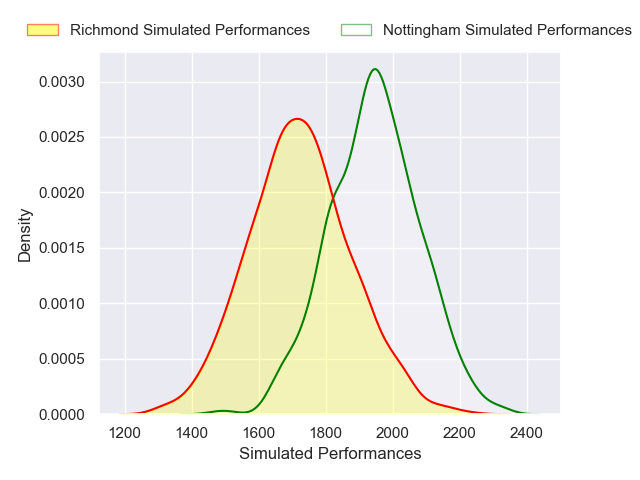 Richmond Simulated Performances
Nottingham Simulated Performances
0.0030
0.0025
0.0020
0.0015
0.0010
0.0005
0.0000
Density
1200 1400 1600 1800 2000 2200 2400
Simulated Performances